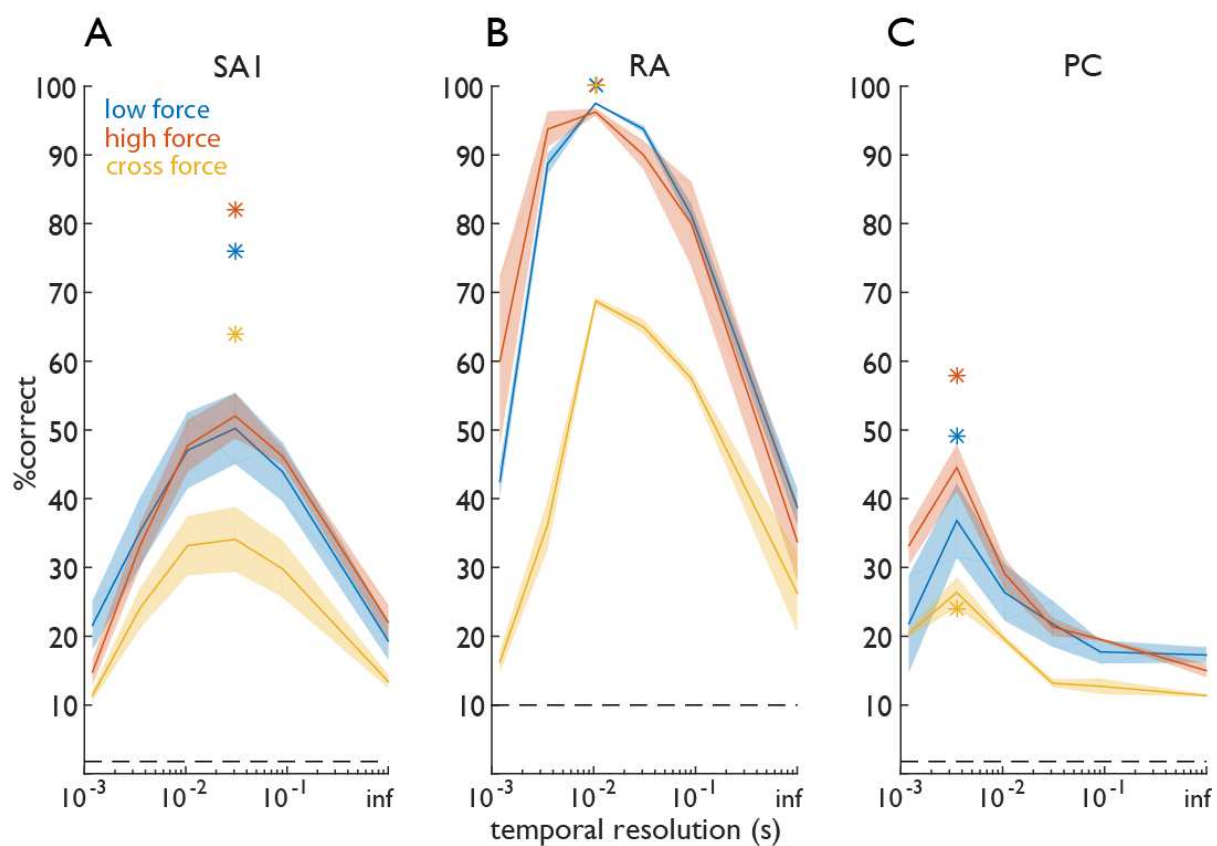 A
B
C
SA1
RA
PC
low force
high force
cross force
%correct
100
90
80
70
60
50
40
30
20
10
100
90
80
70
60
50
40
30
20
10
100
90
80
70
60
50
40
30
20
10
10⁻³ 10⁻² 10⁻¹ inf
10⁻³ 10⁻² 10⁻¹ inf
10⁻³ 10⁻² 10⁻¹ inf
temporal resolution (s)